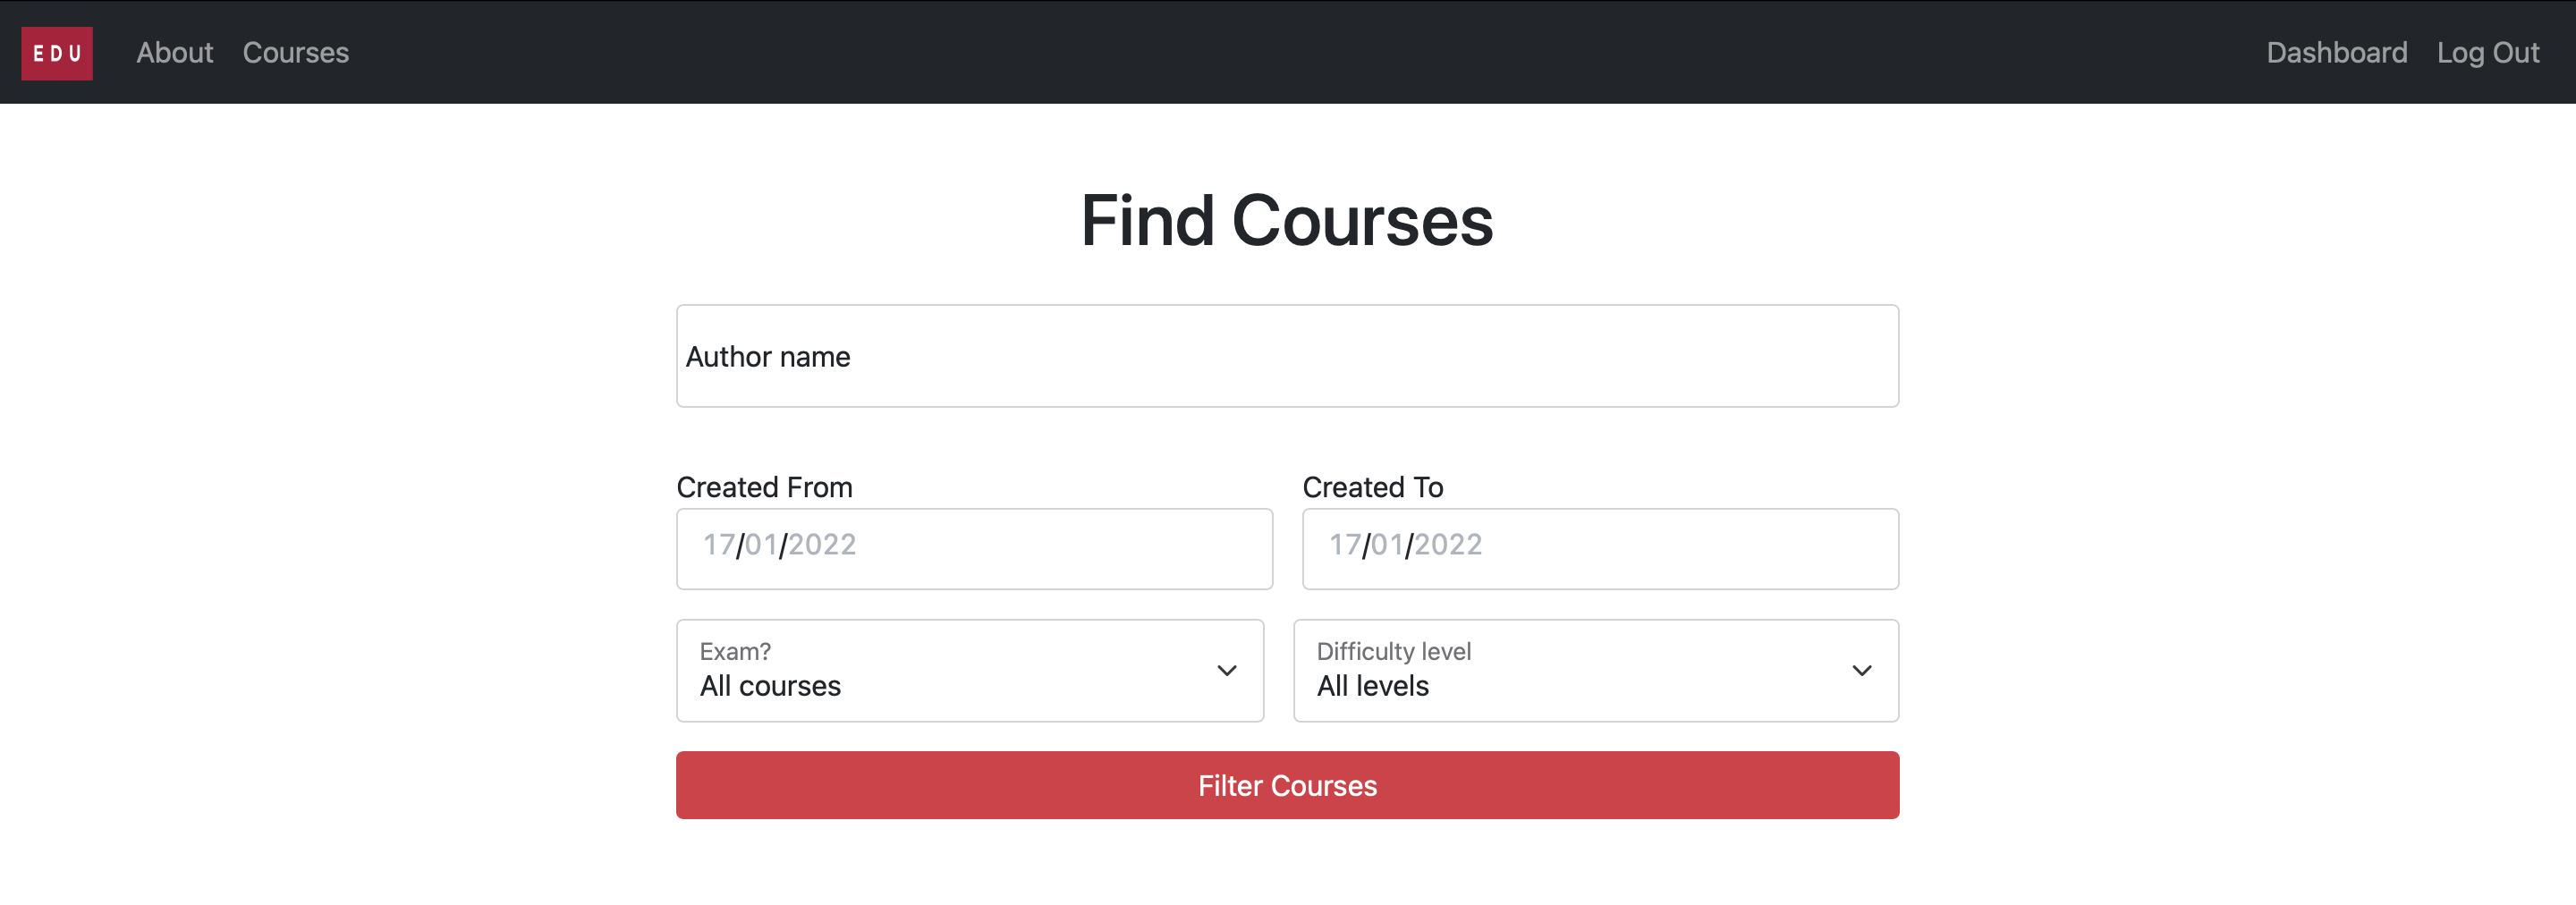 EDU About Courses Dashboard Log Out
Find Courses
Author name
Created From Created To
17/01/2022 17/01/2022
Exam? Difficulty level
All courses All levels
Filter Courses